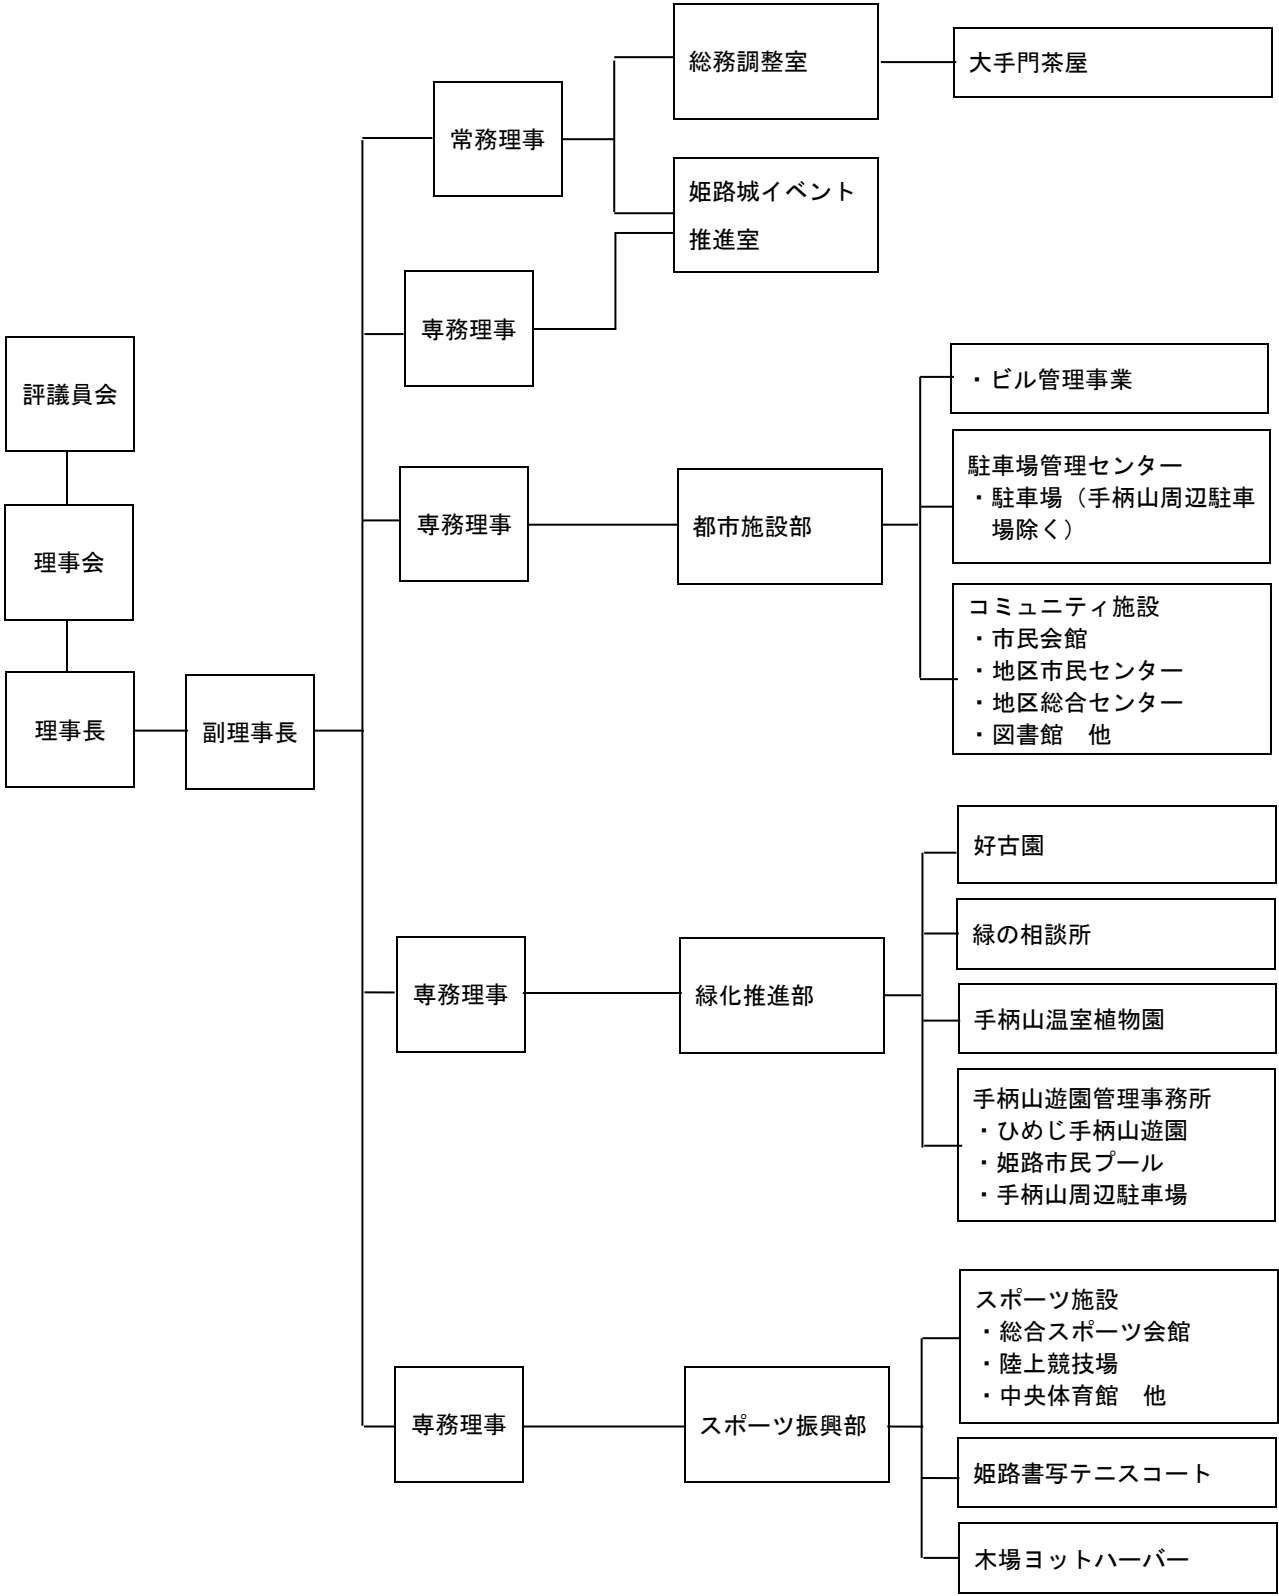 総務調整室
大手門茶屋
常務理事
姫路城イベント
推進室
専務理事
評議員会
理事会
理事長
副理事長
専務理事
都市施設部
・ビル管理事業
駐車場管理センター
・駐車場（手柄山周辺駐車
場除く）
コミュニティ施設
・市民会館
・地区市民センター
・地区総合センター
・図書館　他
専務理事
緑化推進部
好古園
緑の相談所
手柄山温室植物園
手柄山遊園管理事務所
・ひめじ手柄山遊園
・姫路市民プール
・手柄山周辺駐車場
専務理事
スポーツ振興部
スポーツ施設
・総合スポーツ会館
・陸上競技場
・中央体育館　他
姫路書写テニスコート
木場ヨットハーバー